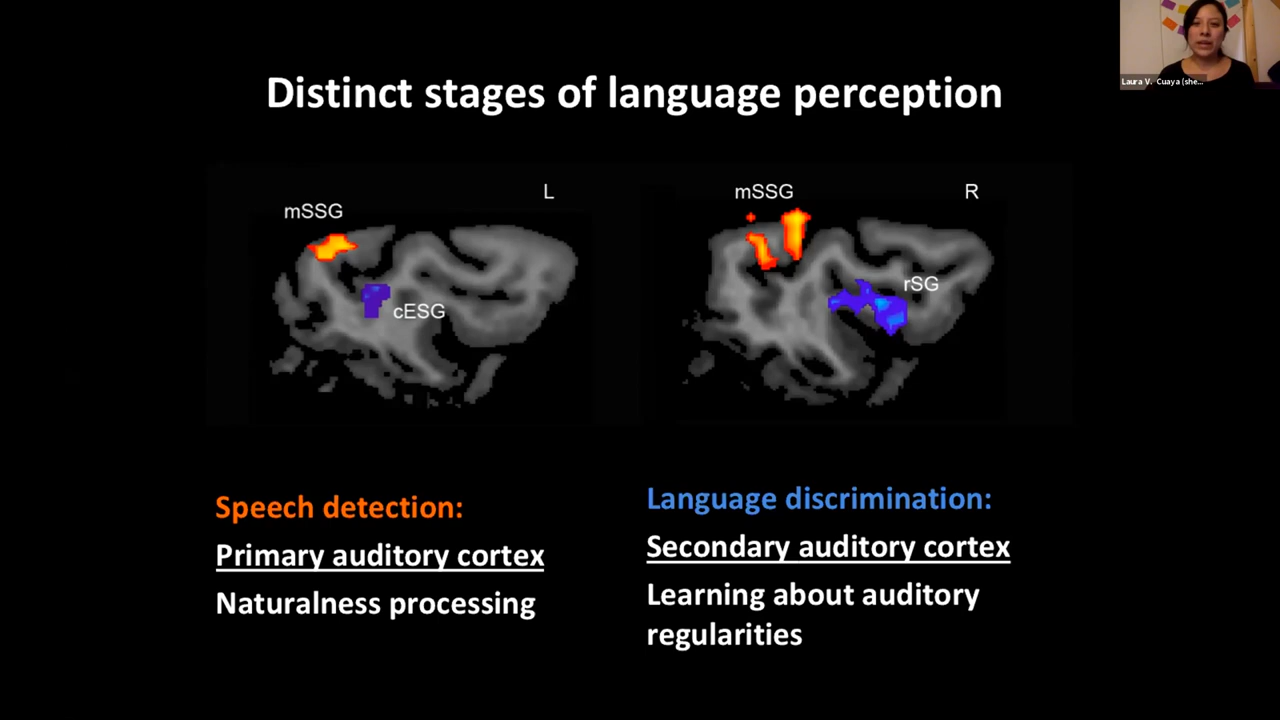 Laura V. Cuaya (she...
Distinct stages of language perception
mSSG
L
cESG
mSSG
R
rSG
Speech detection:
Primary auditory cortex
Naturalness processing
Language discrimination:
Secondary auditory cortex
Learning about auditory
regularities